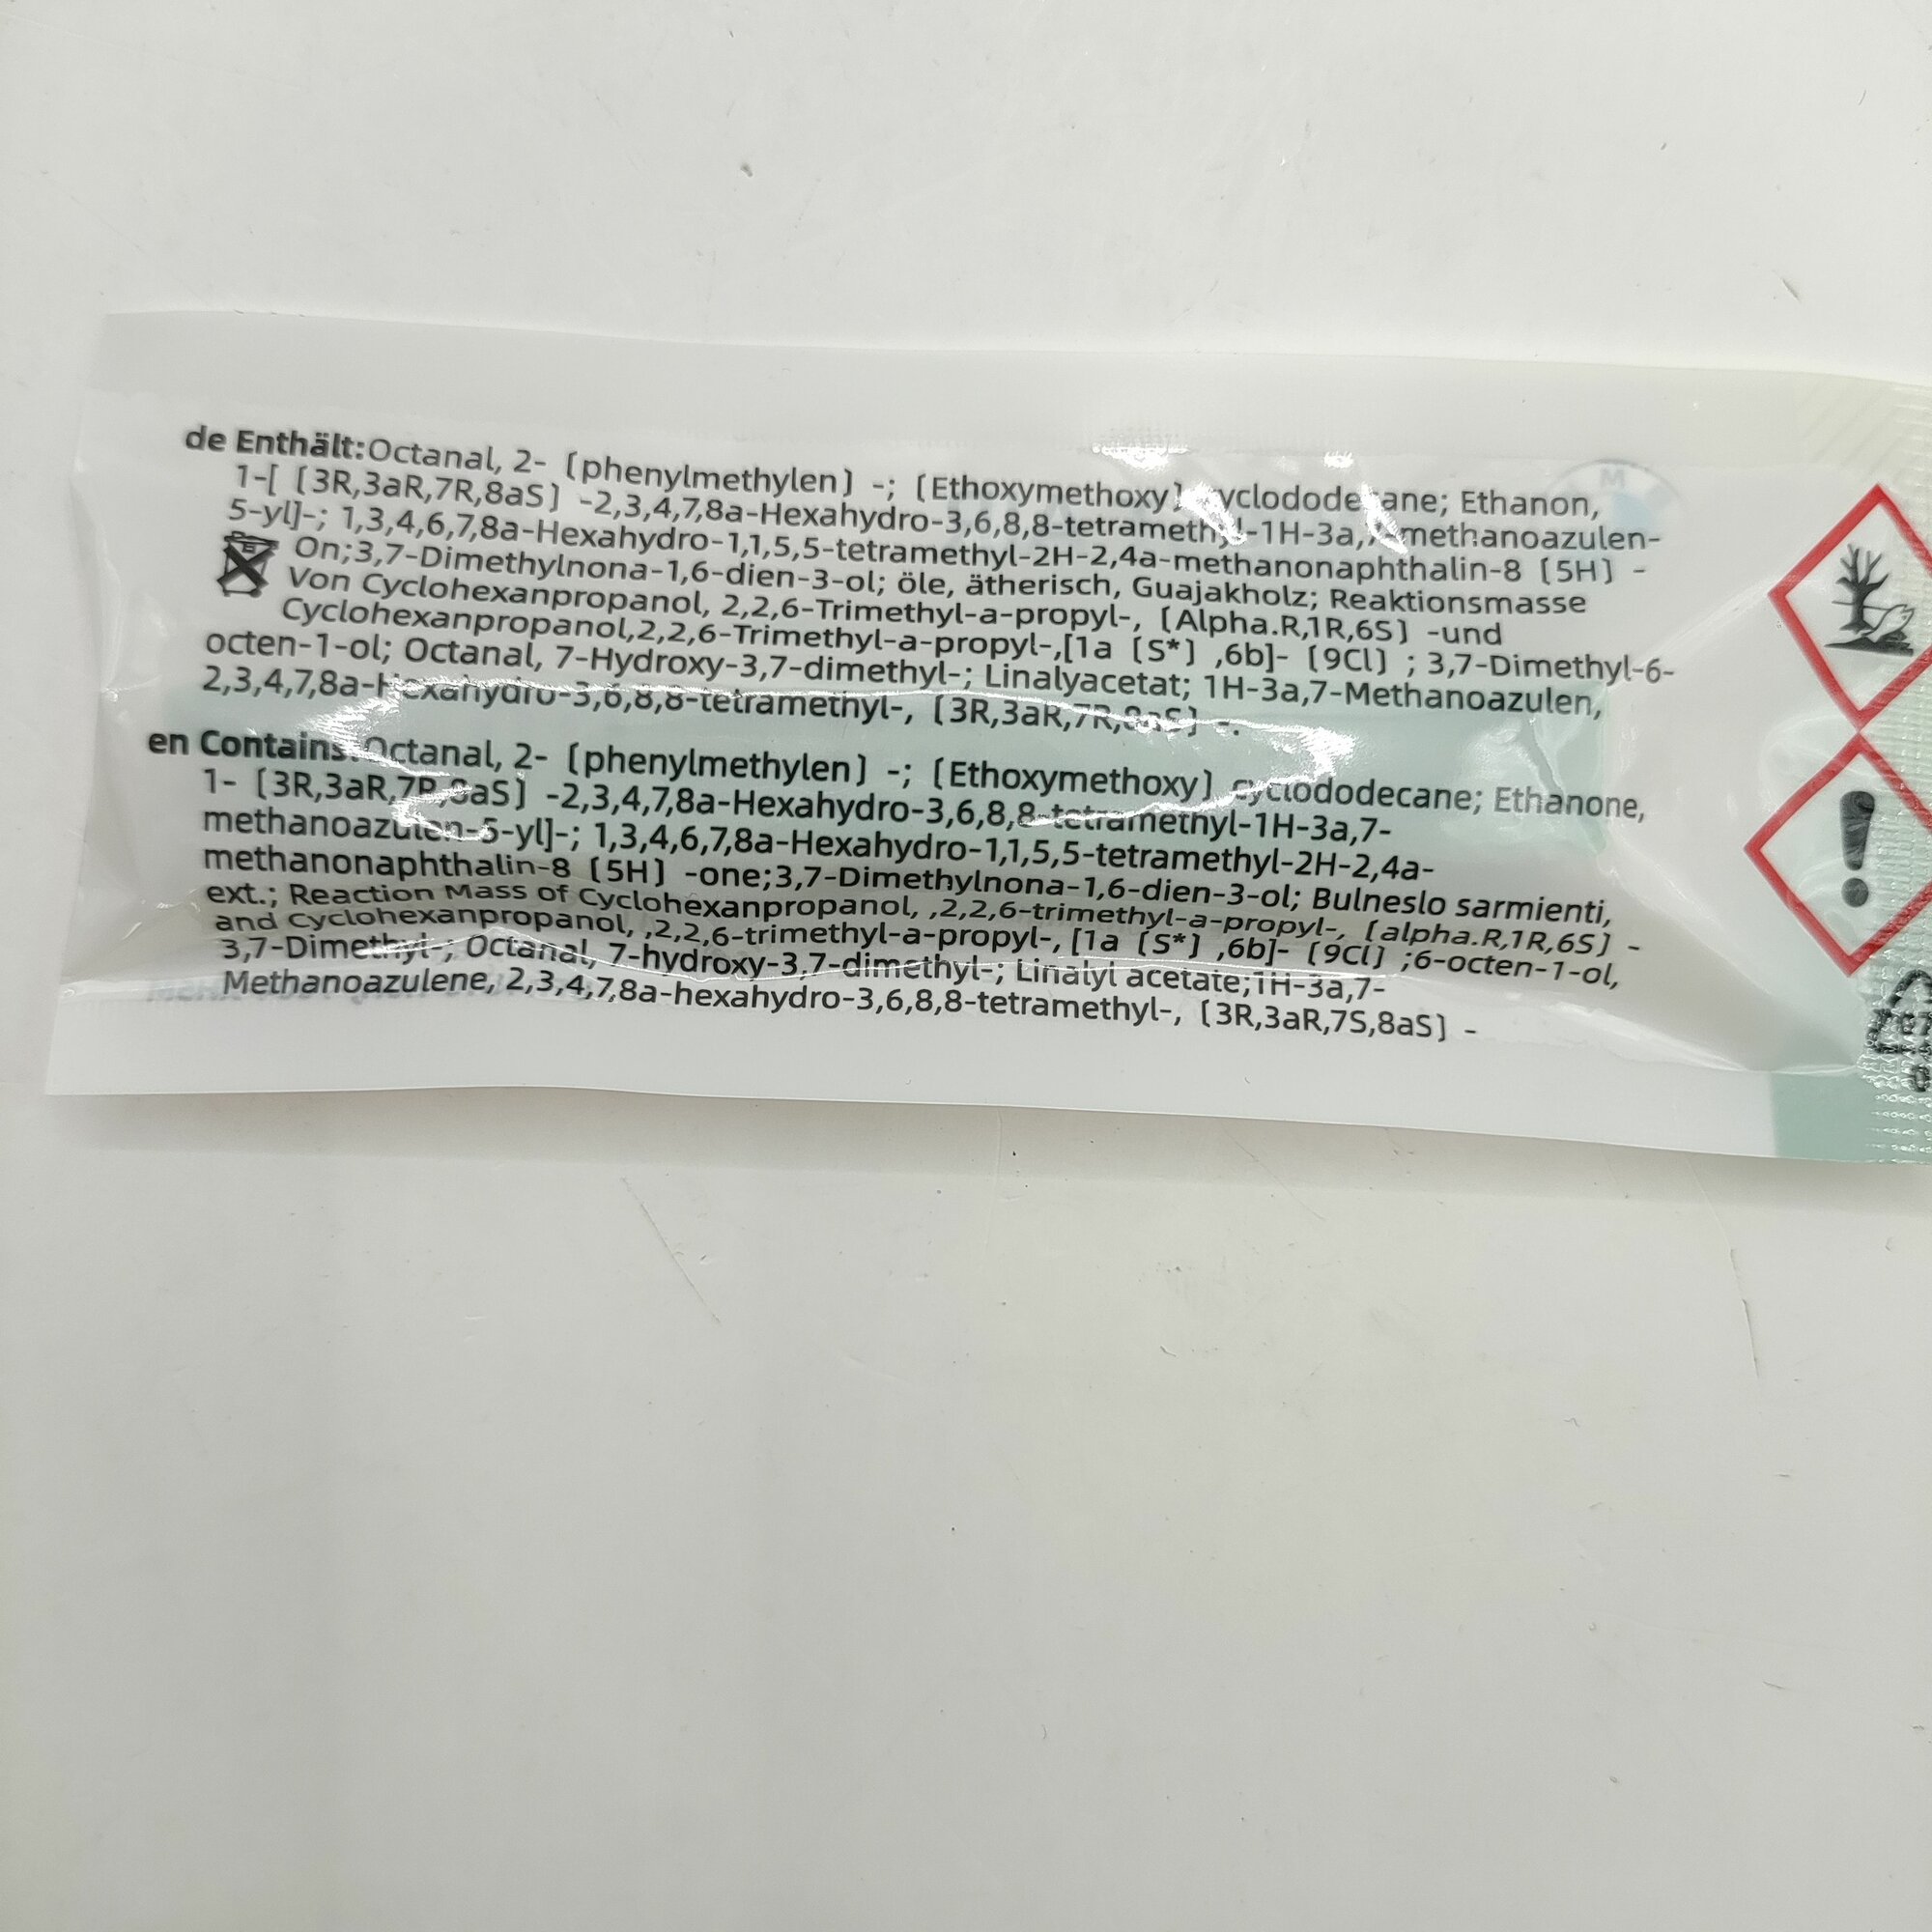 de Enthält:Octanal, 2- (phenylmethylen) -; (Ethoxymethoxy) cyclododecane; Ethanon,
1-[ (3R,3aR,7R,8aS) -2,3,4,7,8a-Hexahydro-3,6,8,8-tetramethyl-1H-3a,7-methanoazulen-
5-yl]-; 1,3,4,6,7,8a-Hexahydro-1,1,5,5-tetramethyl-2H-2,4a-methanonaphthalin-8 (5H) -
On;3,7-Dimethylnona-1,6-dien-3-ol; öle, ätherisch, Guajakholz; Reaktionsmasse
Von Cyclohexanpropanol, 2,2,6-Trimethyl-a-propyl-, (Alpha.R,1R,6S) -und
Cyclohexanpropanol,2,2,6-Trimethyl-a-propyl-,[1a (S*) ,6b]- (9Cl) ; 3,7-Dimethyl-6-
octen-1-ol; Octanal, 7-Hydroxy-3,7-dimethyl-; Linalyacetat; 1H-3a,7-Methanoazulen,
2,3,4,7,8a-Hexahydro-3,6,8,8-tetramethyl-, (3R,3aR,7R,8aS) -.
en Contains:Octanal, 2- (phenylmethylen) -; (Ethoxymethoxy) cyclododecane; Ethanone,
1- (3R,3aR,7R,8aS) -2,3,4,7,8a-Hexahydro-3,6,8,8-tetramethyl-1H-3a,7-
methanoazulen-5-yl]-; 1,3,4,6,7,8a-Hexahydro-1,1,5,5-tetramethyl-2H-2,4a-
methanonaphthalin-8 (5H) -one;3,7-Dimethylnona-1,6-dien-3-ol; Bulneslo sarmienti,
ext.; Reaction Mass of Cyclohexanpropanol, ,2,2,6-trimethyl-a-propyl-, (alpha.R,1R,6S) -
and Cyclohexanpropanol, ,2,2,6-trimethyl-a-propyl-, [1a (S*) ,6b]- (9Cl) ;6-octen-1-ol,
3,7-Dimethyl-; Octanal, 7-hydroxy-3,7-dimethyl-; Linalyl acetate;1H-3a,7-
Methanoazulene, 2,3,4,7,8a-hexahydro-3,6,8,8-tetramethyl-, (3R,3aR,7S,8aS) -